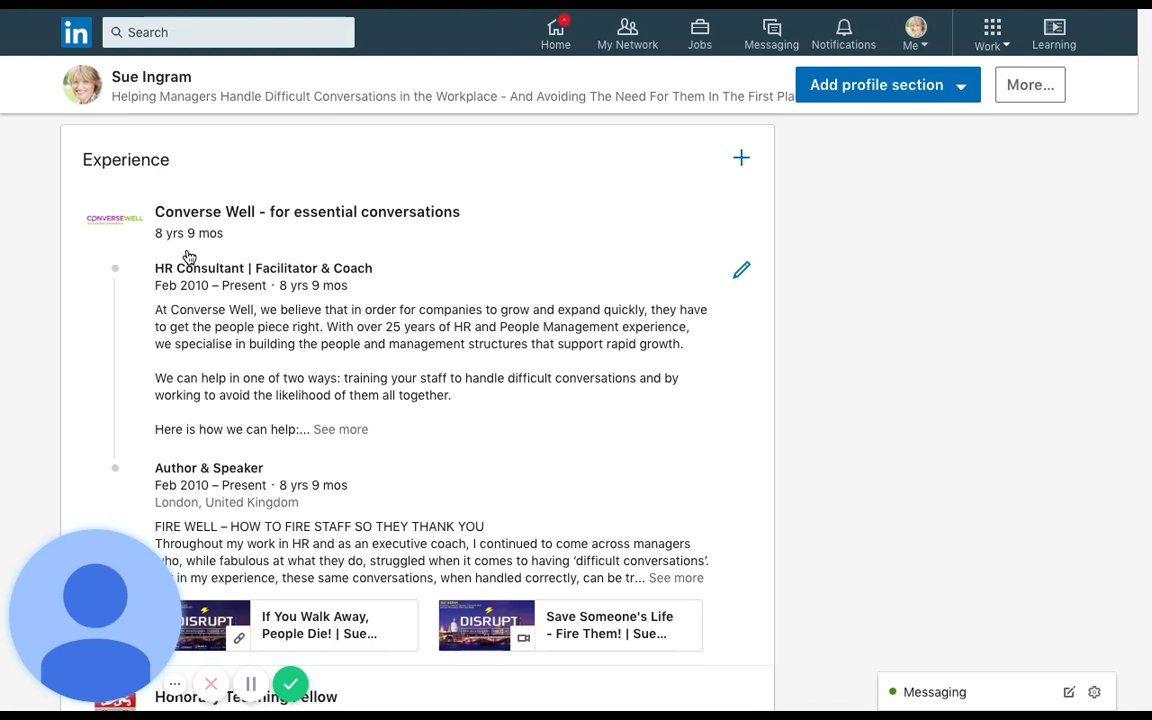 in
Search
Home
My Network
Jobs
Messaging
Notifications
Me
Work
Learning
Sue Ingram
Helping Managers Handle Difficult Conversations in the Workplace - And Avoiding The Need For Them In The First Pla
Add profile section
More...
Experience
CONVERSEWELL
Converse Well - for essential conversations
8 yrs 9 mos
HR Consultant | Facilitator & Coach
Feb 2010 – Present · 8 yrs 9 mos
At Converse Well, we believe that in order for companies to grow and expand quickly, they have
to get the people piece right. With over 25 years of HR and People Management experience,
we specialise in building the people and management structures that support rapid growth.
We can help in one of two ways: training your staff to handle difficult conversations and by
working to avoid the likelihood of them all together.
Here is how we can help:... See more
Author & Speaker
Feb 2010 – Present · 8 yrs 9 mos
London, United Kingdom
FIRE WELL – HOW TO FIRE STAFF SO THEY THANK YOU
Throughout my work in HR and as an executive coach, I continued to come across managers
who, while fabulous at what they do, struggled when it comes to having ‘difficult conversations’.
in my experience, these same conversations, when handled correctly, can be tr... See more
DISRUPT
If You Walk Away,
People Die! | Sue...
DISRUPT
Save Someone's Life
- Fire Them! | Sue...
Honorary Teaching Fellow
Messaging